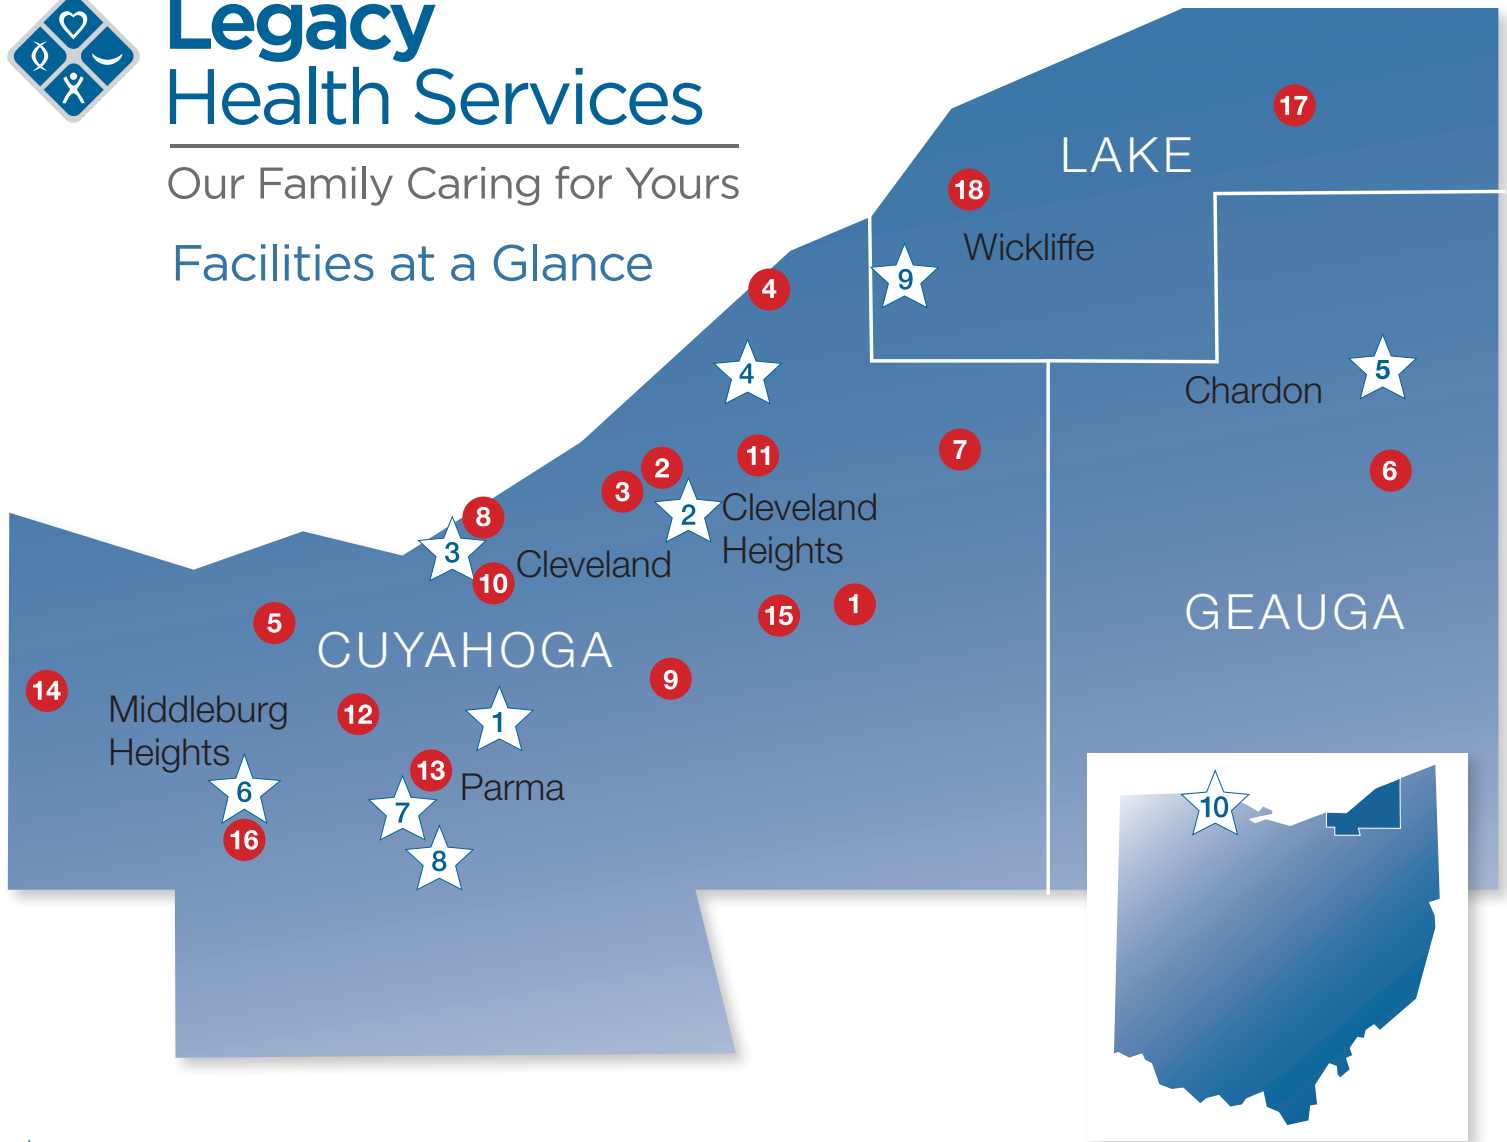 Legacy
Health Services
Our Family Caring for Yours
Facilities at a Glance
17
LAKE
18
Wickliffe
9
4
4
5
Chardon
7
11
6
2
3
2
Cleveland
Heights
8
3
Cleveland
10
15
1
GEAUGA
5
CUYAHOGA
9
14
Middleburg
Heights
12
1
13
Parma
6
7
16
8
10